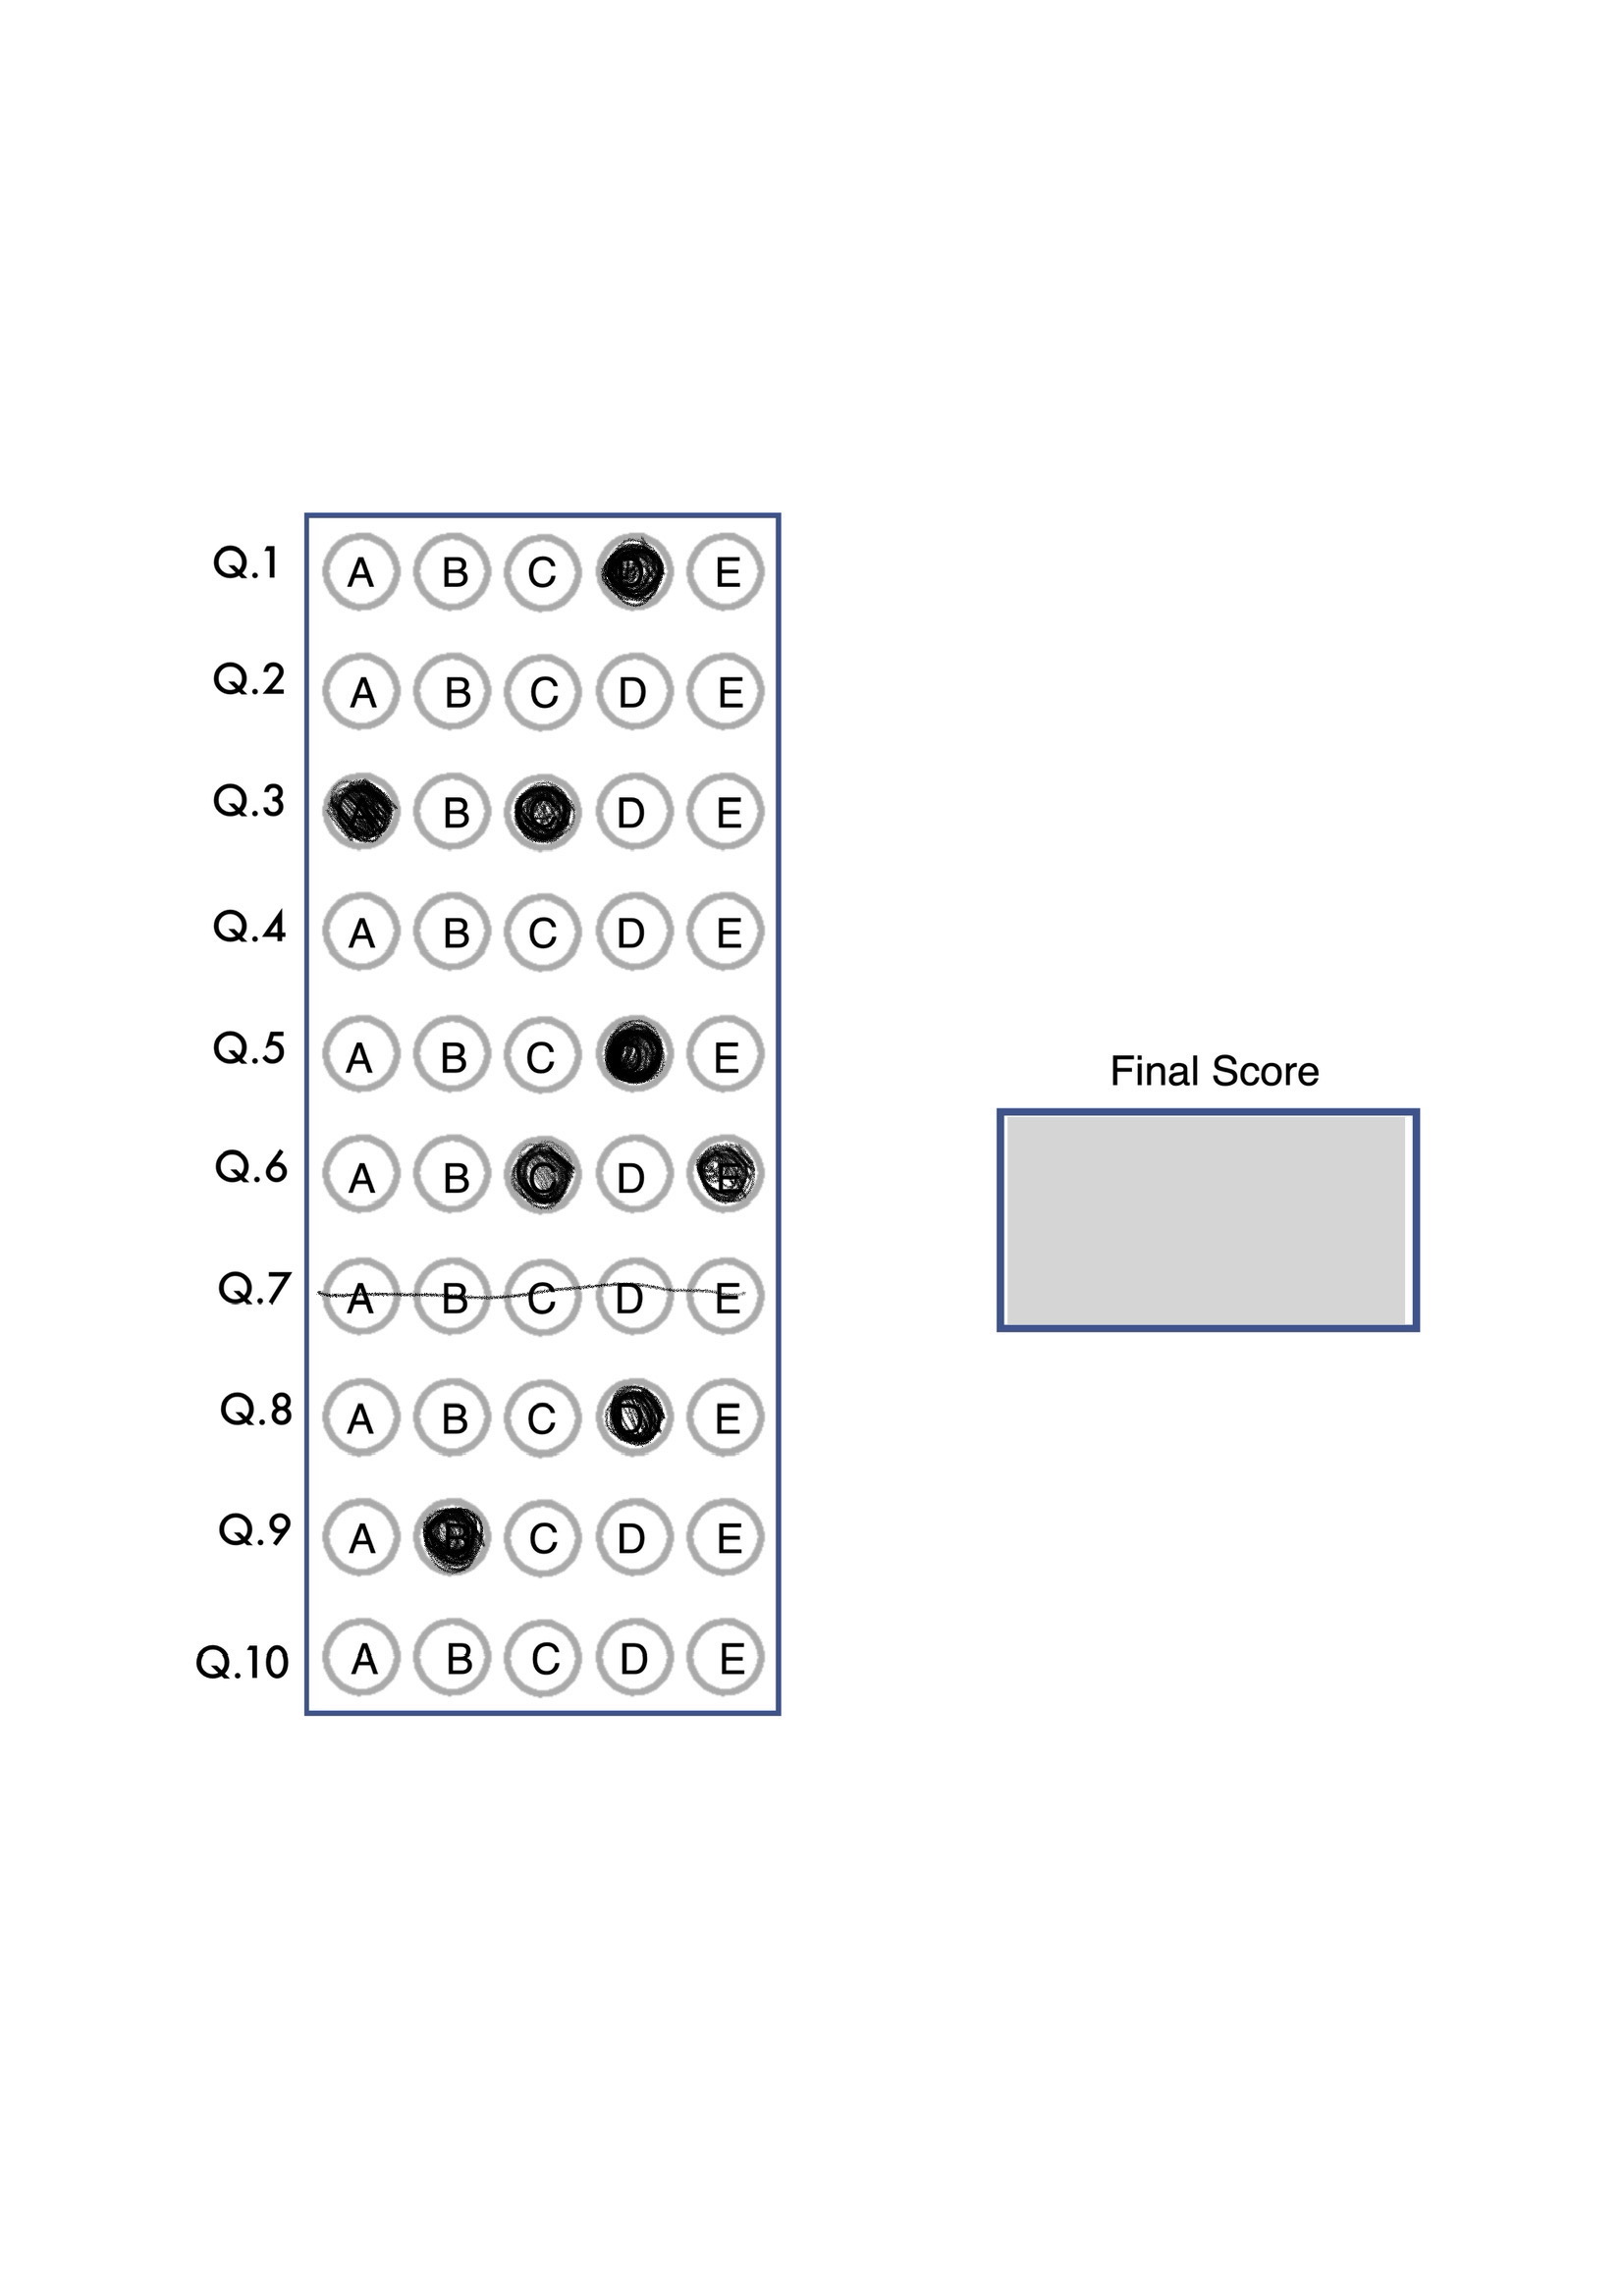 Q.1 A B C D E
Q.2 A B C D E
Q.3 A B C D E
Q.4 A B C D E
Q.5 A B C D E
Q.6 A B C D E
Q.7 A B C D E
Q.8 A B C D E
Q.9 A B C D E
Q.10 A B C D E
Final Score